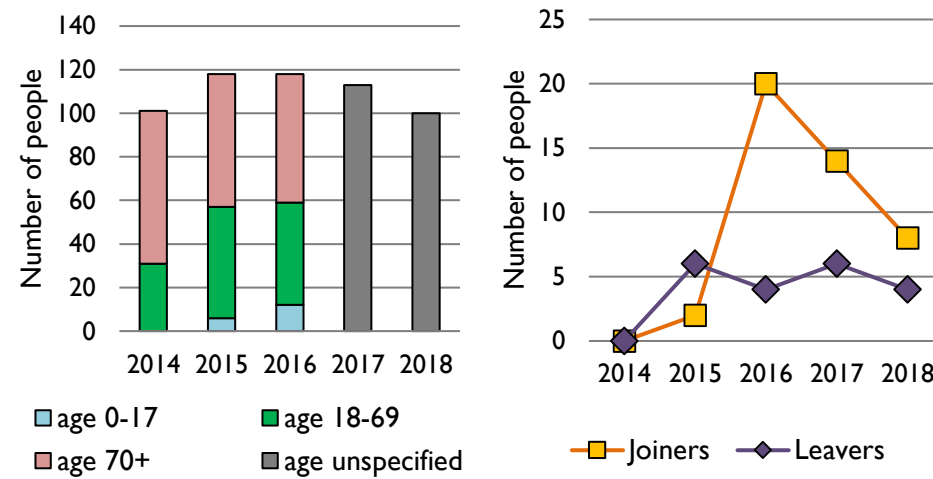 Number of people
140
120
100
80
60
40
20
0
2014 2015 2016 2017 2018
age 0-17 age 18-69
age 70+ age unspecified
Number of people
25
20
15
10
5
0
2014 2015 2016 2017 2018
Joiners Leavers